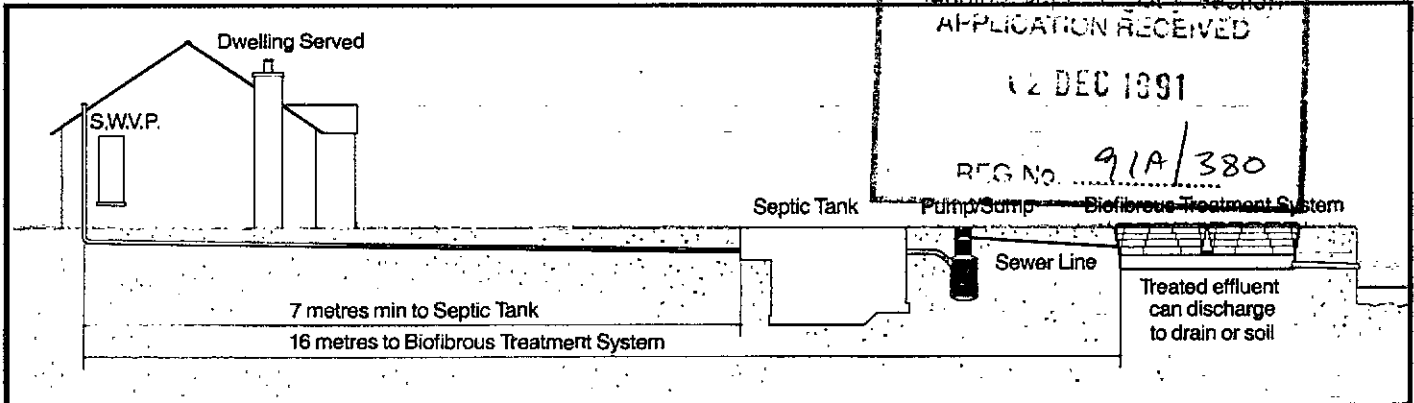 APPLICATION RECEIVED
Dwelling Served
02 DEC 1991
S.W.V.P.
REG No. 91A/380
Septic Tank
Pump/Sump
Biofibrous Treatment System
Sewer Line
7 metres min to Septic Tank
16 metres to Biofibrous Treatment System
Treated effluent
can discharge
to drain or soil